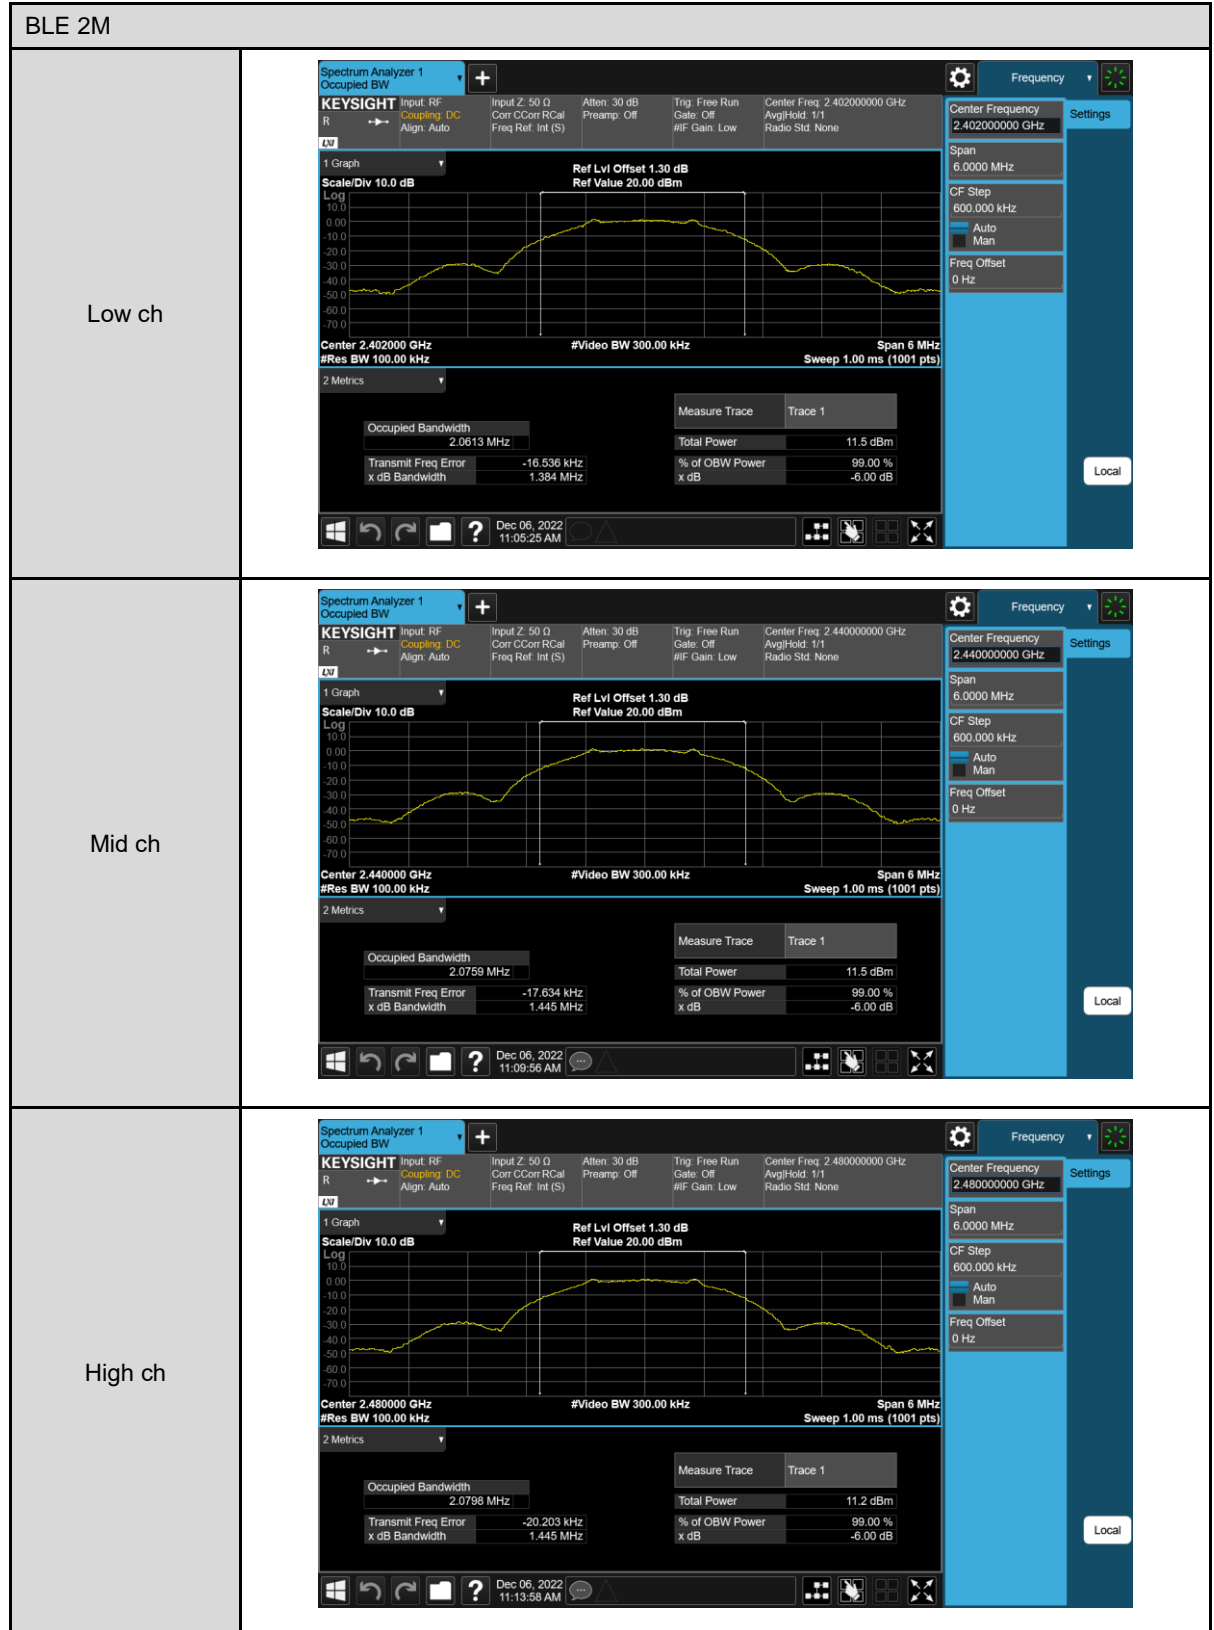 BLE 2M
Low ch
Spectrum Analyzer 1
Occupied BW
Frequency
KEYSIGHT Input: RF Input Z: 50 Ω Atten: 30 dB Trig: Free Run Center Freq: 2.402000000 GHz
R Coupling: DC Corr CCorr RCal Preamp: Off Gate: Off Avg|Hold: 1/1
Align: Auto Freq Ref: Int (S) #IF Gain: Low Radio Std: None
LXI
Center Frequency
2.402000000 GHz
Settings
Span
6.0000 MHz
CF Step
600.000 kHz
Auto
Man
Freq Offset
0 Hz
Local
1 Graph
Ref Lvl Offset 1.30 dB
Scale/Div 10.0 dB Ref Value 20.00 dBm
Log
10.0
0.00
-10.0
-20.0
-30.0
-40.0
-50.0
-60.0
-70.0
Center 2.402000 GHz #Video BW 300.00 kHz Span 6 MHz
#Res BW 100.00 kHz Sweep 1.00 ms (1001 pts)
2 Metrics
Measure Trace Trace 1
Occupied Bandwidth
2.0613 MHz Total Power 11.5 dBm
Transmit Freq Error -16.536 kHz % of OBW Power 99.00 %
x dB Bandwidth 1.384 MHz x dB -6.00 dB
Dec 06, 2022
11:05:25 AM
Mid ch
Spectrum Analyzer 1
Occupied BW
Frequency
KEYSIGHT Input: RF Input Z: 50 Ω Atten: 30 dB Trig: Free Run Center Freq: 2.440000000 GHz
R Coupling: DC Corr CCorr RCal Preamp: Off Gate: Off Avg|Hold: 1/1
Align: Auto Freq Ref: Int (S) #IF Gain: Low Radio Std: None
LXI
Center Frequency
2.440000000 GHz
Settings
Span
6.0000 MHz
CF Step
600.000 kHz
Auto
Man
Freq Offset
0 Hz
Local
1 Graph
Ref Lvl Offset 1.30 dB
Scale/Div 10.0 dB Ref Value 20.00 dBm
Log
10.0
0.00
-10.0
-20.0
-30.0
-40.0
-50.0
-60.0
-70.0
Center 2.440000 GHz #Video BW 300.00 kHz Span 6 MHz
#Res BW 100.00 kHz Sweep 1.00 ms (1001 pts)
2 Metrics
Measure Trace Trace 1
Occupied Bandwidth
2.0759 MHz Total Power 11.5 dBm
Transmit Freq Error -17.634 kHz % of OBW Power 99.00 %
x dB Bandwidth 1.445 MHz x dB -6.00 dB
Dec 06, 2022
11:09:56 AM
High ch
Spectrum Analyzer 1
Occupied BW
Frequency
KEYSIGHT Input: RF Input Z: 50 Ω Atten: 30 dB Trig: Free Run Center Freq: 2.480000000 GHz
R Coupling: DC Corr CCorr RCal Preamp: Off Gate: Off Avg|Hold: 1/1
Align: Auto Freq Ref: Int (S) #IF Gain: Low Radio Std: None
LXI
Center Frequency
2.480000000 GHz
Settings
Span
6.0000 MHz
CF Step
600.000 kHz
Auto
Man
Freq Offset
0 Hz
Local
1 Graph
Ref Lvl Offset 1.30 dB
Scale/Div 10.0 dB Ref Value 20.00 dBm
Log
10.0
0.00
-10.0
-20.0
-30.0
-40.0
-50.0
-60.0
-70.0
Center 2.480000 GHz #Video BW 300.00 kHz Span 6 MHz
#Res BW 100.00 kHz Sweep 1.00 ms (1001 pts)
2 Metrics
Measure Trace Trace 1
Occupied Bandwidth
2.0798 MHz Total Power 11.2 dBm
Transmit Freq Error -20.203 kHz % of OBW Power 99.00 %
x dB Bandwidth 1.445 MHz x dB -6.00 dB
Dec 06, 2022
11:13:58 AM